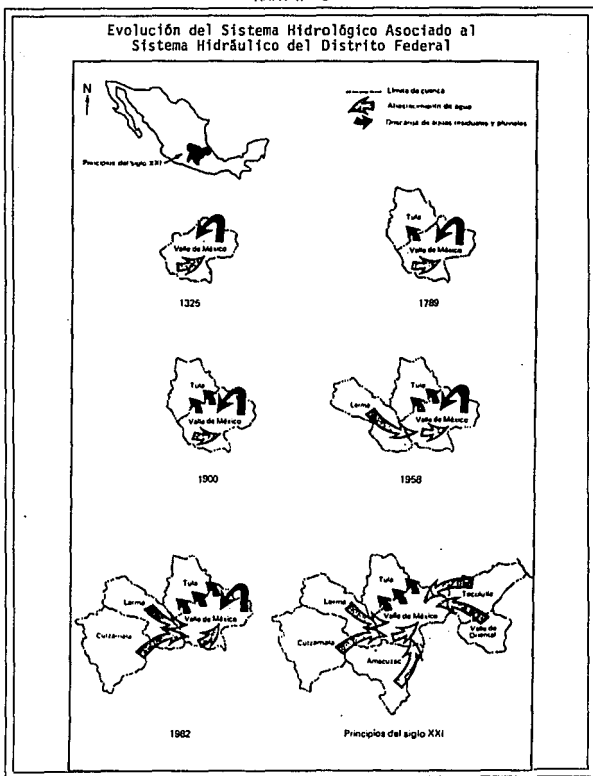 Evolución del Sistema Hidrológico Asociado al
Sistema Hidráulico del Distrito Federal
N
Límite de cuenca
Abastecimiento de agua
Descarga de aguas residuales y pluviales
Principios del siglo XXI
Valle de México
1325
Tula
Valle de México
1789
Tula
Valle de México
1900
Lerma
Tula
Valle de México
1958
Tula
Lerma
Valle de México
Cutzamala
1982
Tula
Tecolutla
Lerma
Valle de México
Valle de
Oriental
Cutzamala
Amacuzac
Principios del siglo XXI